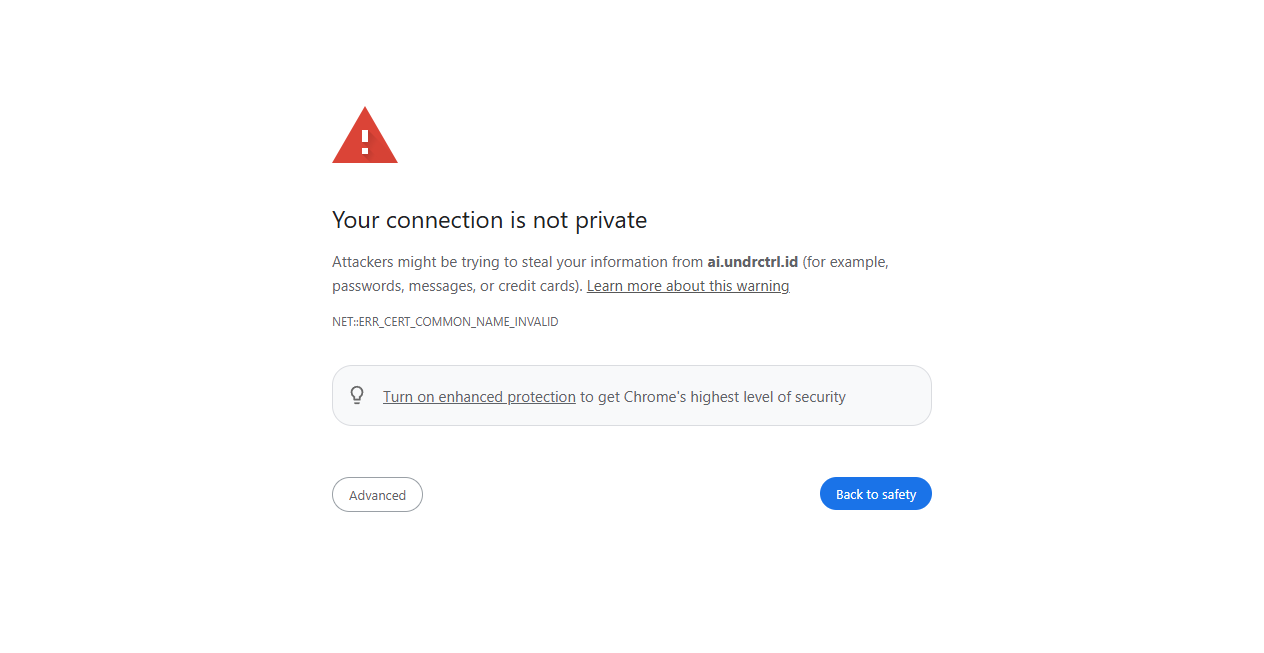 Your connection is not private
Attackers might be trying to steal your information from ai.undrctrl.id (for example,
passwords, messages, or credit cards). Learn more about this warning
NET::ERR_CERT_COMMON_NAME_INVALID
Turn on enhanced protection to get Chrome's highest level of security
Advanced
Back to safety